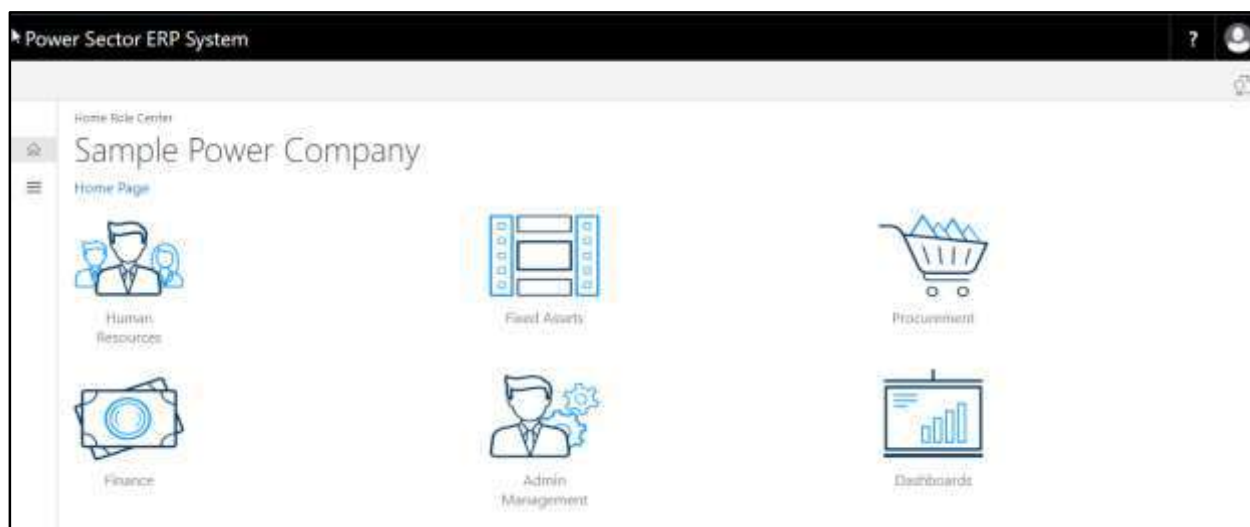 Power Sector ERP System
?
Home Role Center
Sample Power Company
Home Page
Human
Resources
Fixed Assets
Procurement
Finance
Admin
Management
Dashboards